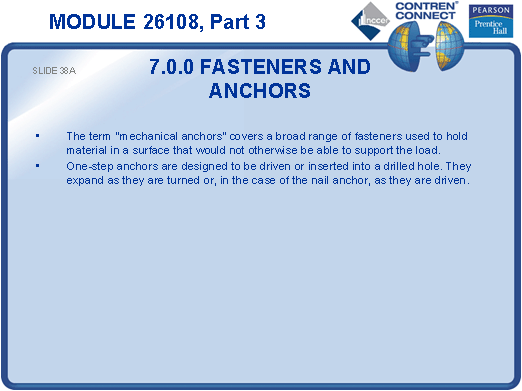 MODULE 26108, Part 3
nccer
CONTREN
CONNECT
PEARSON
Prentice
Hall
SLIDE 38A
7.0.0 FASTENERS AND
ANCHORS
• The term "mechanical anchors" covers a broad range of fasteners used to hold
material in a surface that would not otherwise be able to support the load.
• One-step anchors are designed to be driven or inserted into a drilled hole. They
expand as they are turned or, in the case of the nail anchor, as they are driven.